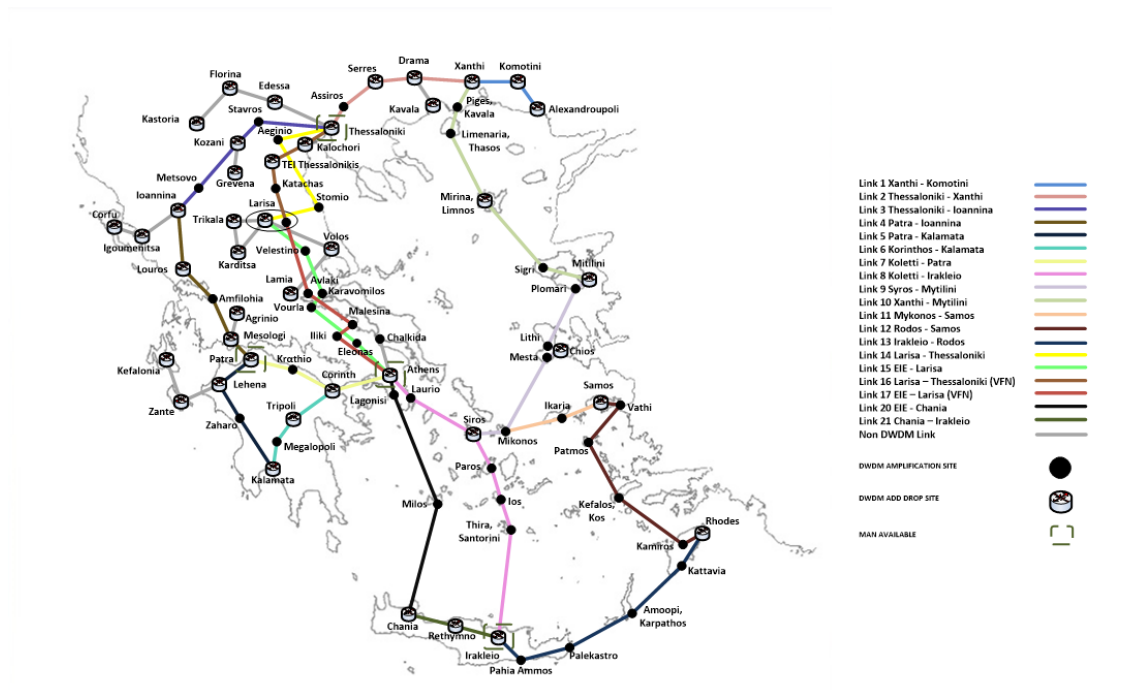 Florina
Edessa
Stavros
Kastoria
Aeginio
Kozani
Assiros
Serres
Drama
Xanthi
Komotini
Kavala
Piges,
Kavala
Alexandroupoli
Thessaloniki
Limenaria,
Thasos
Kalochori
TEI Thessalonikis
Metsovo
Grevena
Katachas
Ioannina
Larisa
Stomio
Mirina,
Limnos
Corfu
Trikala
Igoumenitsa
Volos
Velestino
Karditsa
Louros
Sigri
Mitilini
Lamia
Avlaki
Karavomilos
Plomari
Amfilohia
Vourla
Malesina
Agrinio
Iliki
Chalkida
Lithi
Mesologi
Eleonas
Mesta
Chios
Patra
Krathio
Athens
Kefalonia
Lehena
Corinth
Laurio
Samos
Lagonisi
Zante
Tripoli
Ikarja
Vathi
Zaharo
Siros
Mikonos
Megalopoli
Patmos
Paros
Kalamata
Milos
Ios
Kefalos,
Kos
Thira,
Santorini
Rhodes
Kamiros
Kattavia
Amoopi,
Karpathos
Chania
Rethymno
Irakleio
Palekastro
Pahia Ammos
Link 1 Xanthi - Komotini
Link 2 Thessaloniki - Xanthi
Link 3 Thessaloniki - Ioannina
Link 4 Patra - Ioannina
Link 5 Patra - Kalamata
Link 6 Korinthos - Kalamata
Link 7 Koletti - Patra
Link 8 Koletti - Irakleio
Link 9 Syros - Mytilini
Link 10 Xanthi - Mytilini
Link 11 Mykonos - Samos
Link 12 Rodos - Samos
Link 13 Irakleio - Rodos
Link 14 Larisa - Thessaloniki
Link 15 EIE - Larisa
Link 16 Larisa – Thessaloniki (VFN)
Link 17 EIE – Larisa (VFN)
Link 20 EIE - Chania
Link 21 Chania – Irakleio
Non DWDM Link
DWDM AMPLIFICATION SITE
DWDM ADD DROP SITE
MAN AVAILABLE